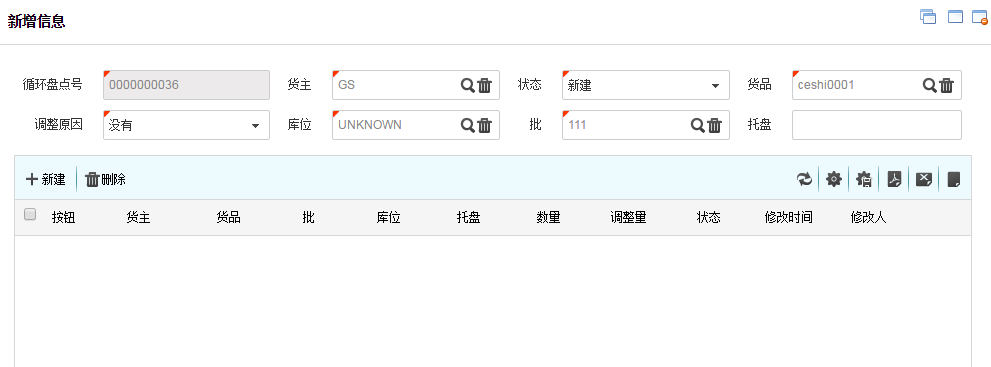 新增信息
循环盘点号 0000000036 货主 GS 状态 新建 货品 ceshi0001
调整原因 没有 库位 UNKNOWN 批 111 托盘
新建 删除
按钮 货主 货品 批 库位 托盘 数量 调整量 状态 修改时间 修改人